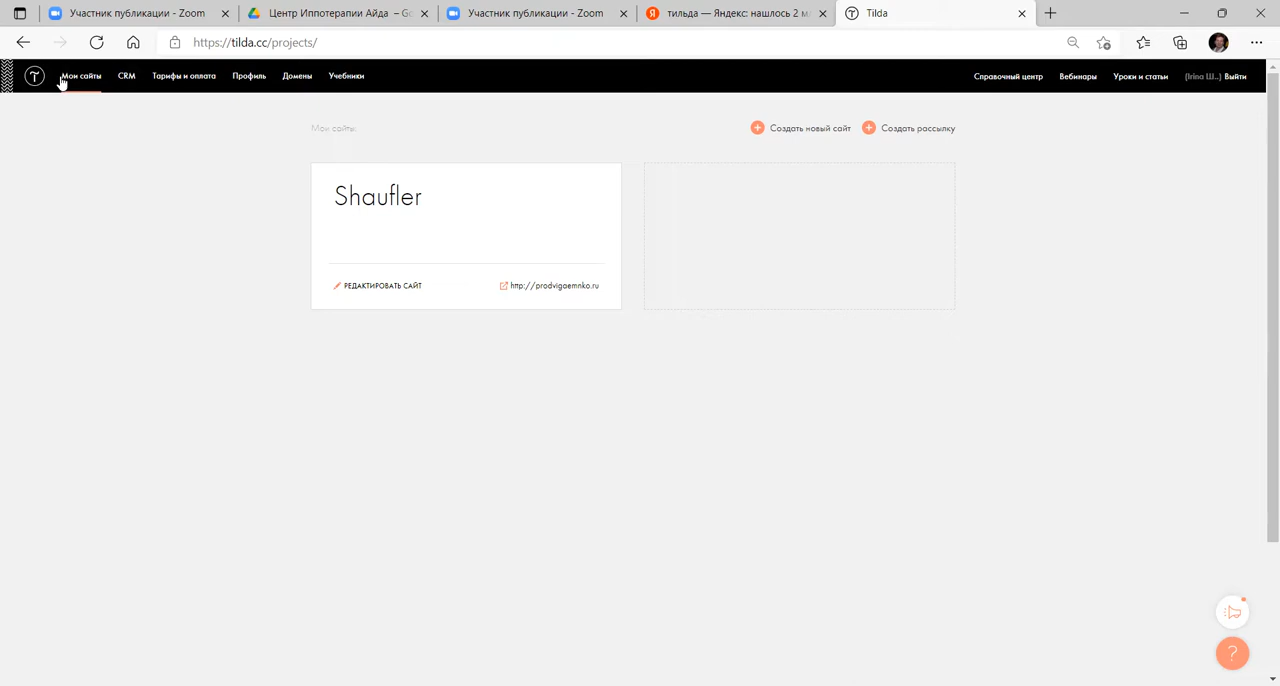 Участник публикации - Zoom
Центр Иппотерапии Айда – Go
Участник публикации - Zoom
тильда — Яндекс: нашлось 2 м
Tilda
https://tilda.cc/projects/
Мои сайты CRM Тарифы и оплата Профиль Домены Учебники Справочный центр Вебинары Уроки и статьи (Irina Ш..) Выйти
Мои сайты: Создать новый сайт Создать рассылку
Shaufler
РЕДАКТИРОВАТЬ САЙТ http://prodvigaemnko.ru
?